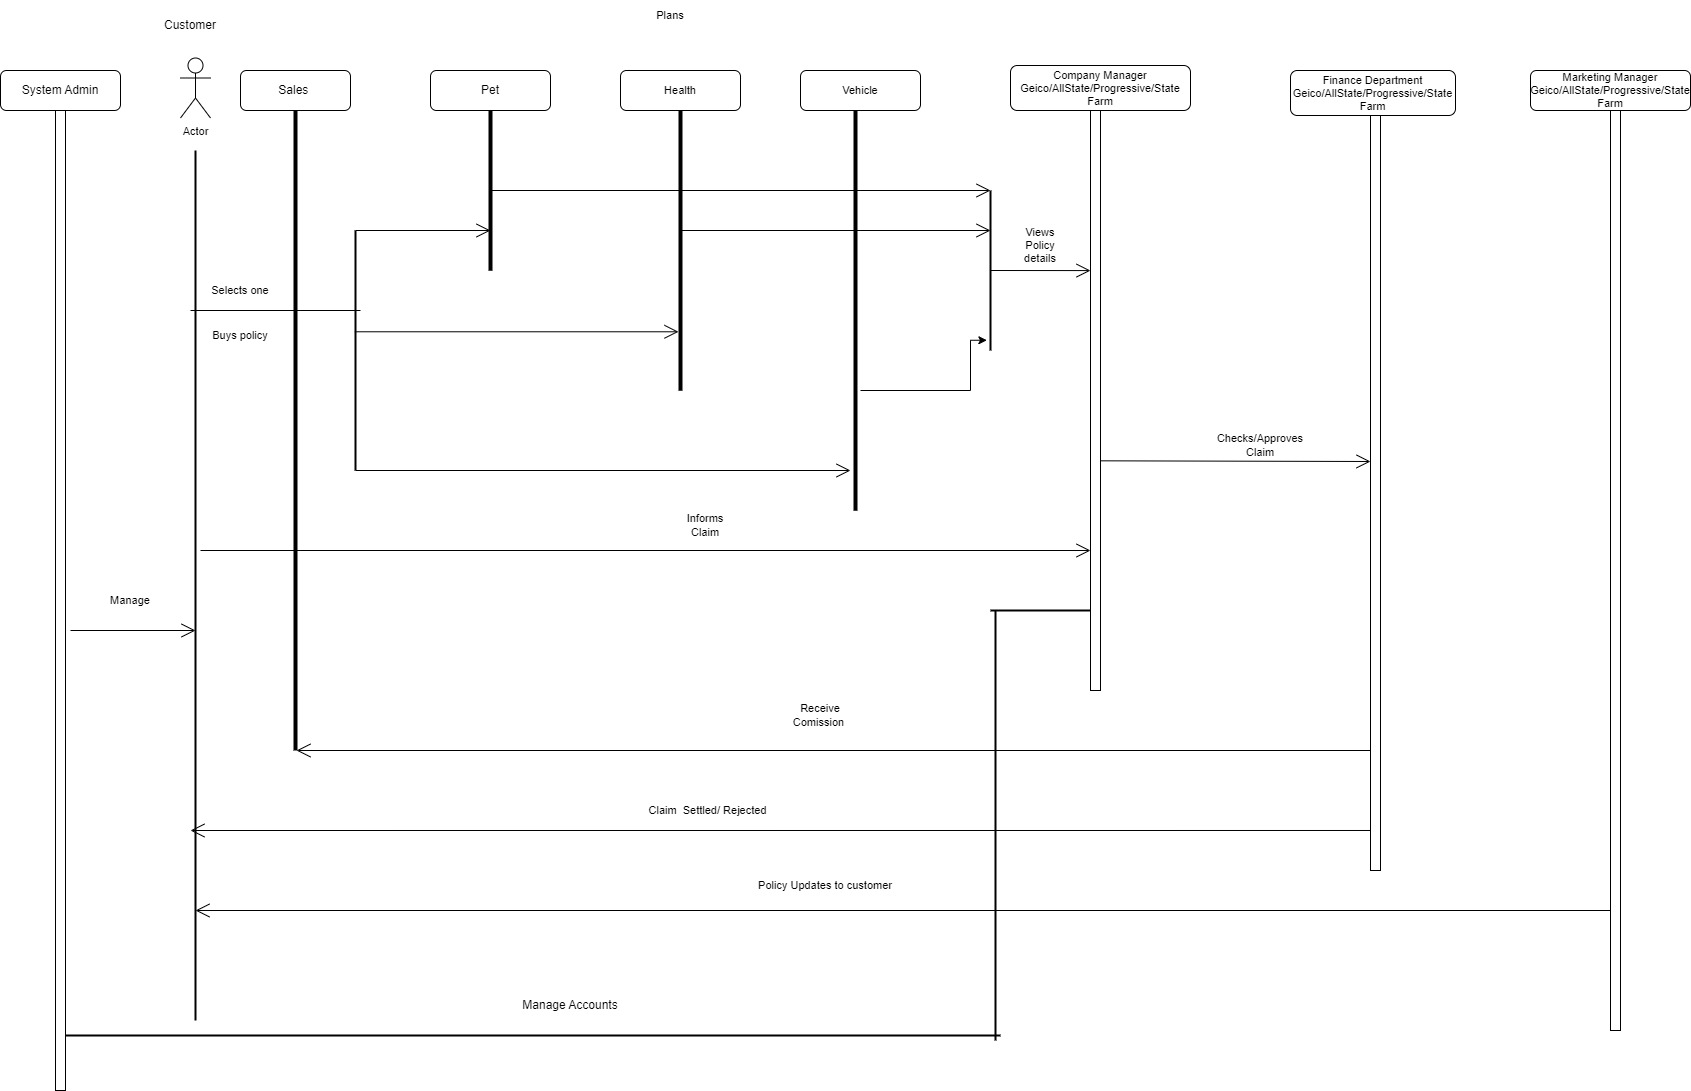 Plans
Customer
System Admin
Actor
Sales
Pet
Health
Vehicle
Company Manager
Geico/AllState/Progressive/State
Farm
Finance Department
Geico/AllState/Progressive/State
Farm
Marketing Manager
Geico/AllState/Progressive/State
Farm
Views
Policy
details
Selects one
Buys policy
Checks/Approves
Claim
Informs
Claim
Manage
Receive
Comission
Claim  Settled/ Rejected
Policy Updates to customer
Manage Accounts